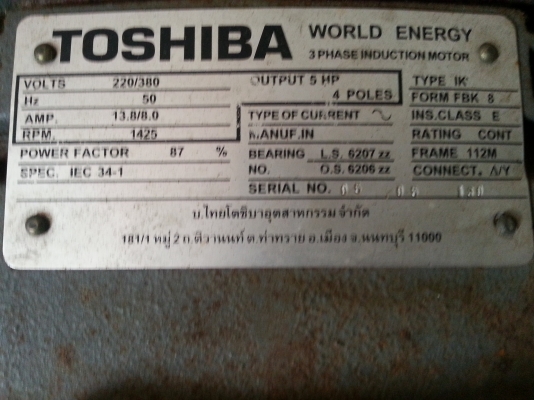 TOSHIBA WORLD ENERGY
3 PHASE INDUCTION MOTOR
VOLTS 220/380 OUTPUT 5 HP TYPE IK
Hz 50 4 POLES FORM FBK 8
AMP. 13.8/8.0 TYPE OF CURRENT ~ INS.CLASS E
RPM. 1425 MANUF.IN RATING CONT
POWER FACTOR 87 % BEARING L.S. 6207 zz FRAME 112M
SPEC. IEC 34-1 NO. O.S. 6206 zz CONNECT. Δ/Y
SERIAL NO. 05
บ.ไทยโตชิบาอุตสาหกรรม จำกัด
181/1 หมู่ 2 ถ.ติวานนท์ ต.ท่าทราย อ.เมือง จ.นนทบุรี 11000